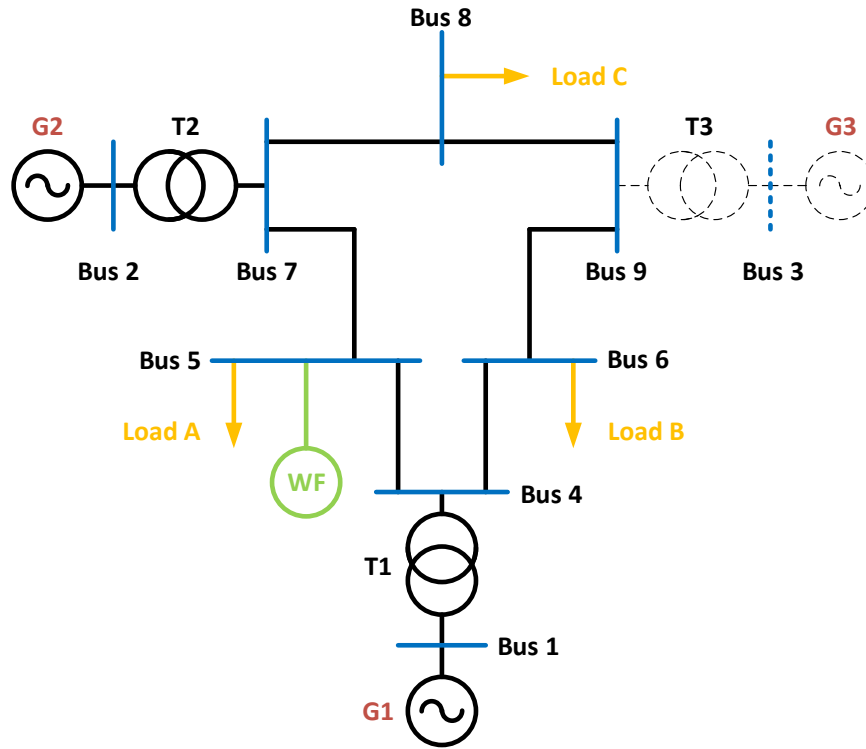 Bus 8
Load C
G2
T2
T3
G3
Bus 2
Bus 7
Bus 9
Bus 3
Bus 5
Bus 6
Load A
Load B
WF
Bus 4
T1
Bus 1
G1